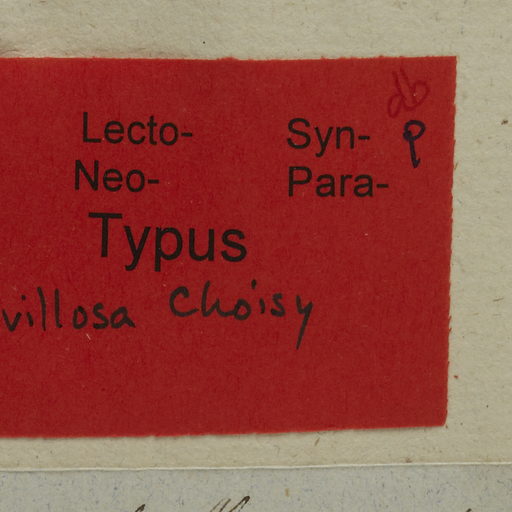 Lecto- Syn- ?
Neo- Para-
Typus
villosa Choisy